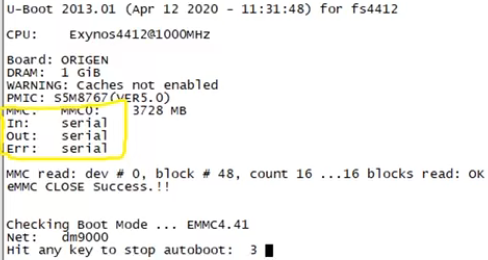 U-Boot 2013.01 (Apr 12 2020 - 11:31:48) for fs4412
CPU: Exynos4412@1000MHz
Board: ORIGEN
DRAM: 1 GiB
WARNING: Caches not enabled
PMIC: S5M8767(VER5.0)
MMC: MMC0: 3728 MB
In: serial
Out: serial
Err: serial
MMC read: dev # 0, block # 48, count 16 ...16 blocks read: OK
eMMC CLOSE Success.!!
Checking Boot Mode ... EMMC4.41
Net: dm9000
Hit any key to stop autoboot: 3